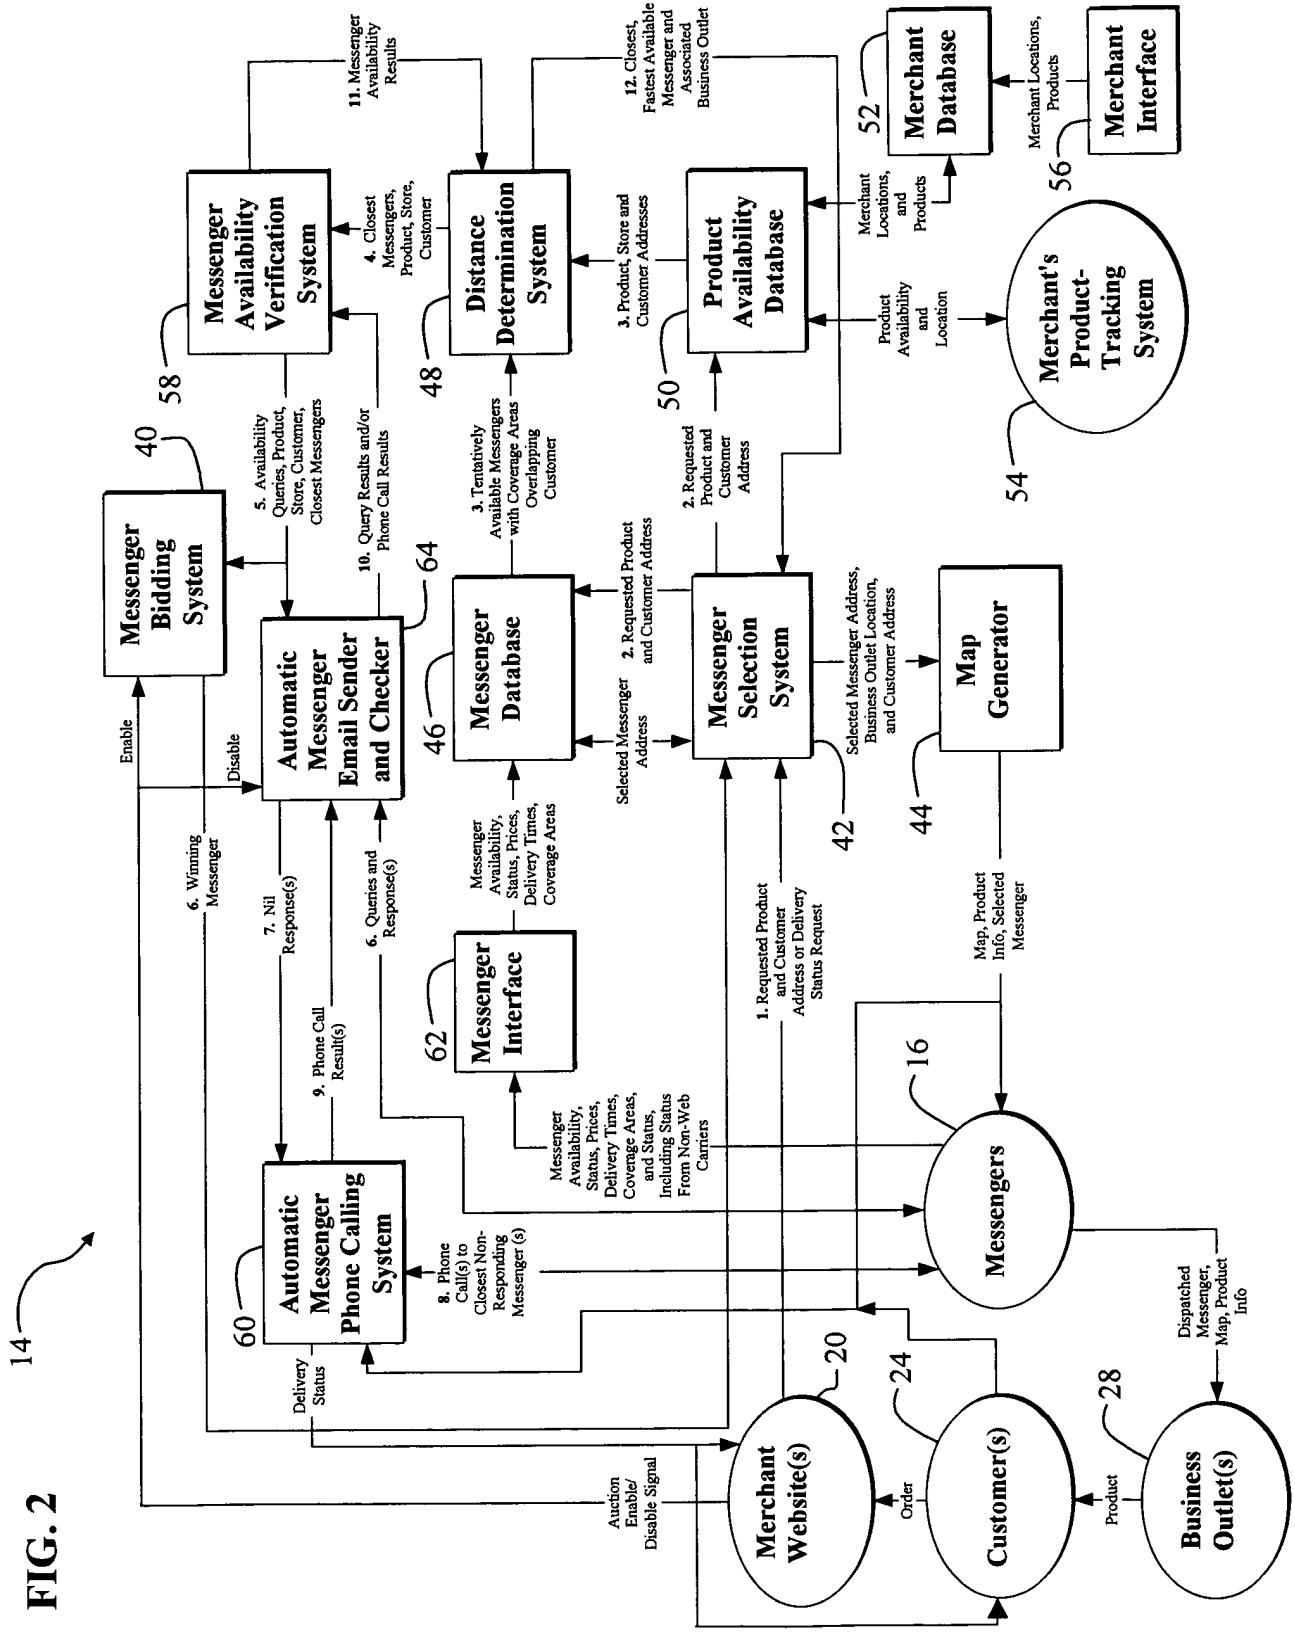 FIG. 2
14
Enable
Disable
Messenger
Bidding
System
40
6. Winning
Messenger
Automatic
Messenger
Phone Calling
System
60
7. Nil
Response(s)
9. Phone Call
Result(s)
Automatic
Messenger
Email Sender
and Checker
64
5. Availability
Queries, Product,
Store, Customer,
Closest Messengers
10. Query Results and/or
Phone Call Results
Messenger
Availability
Verification
System
58
11. Messenger
Availability
Results
Delivery
Status
8. Phone
Call(s) to
Closest Non-
Responding
Messenger (s)
6. Queries and
Response(s)
4. Closest
Messengers,
Product, Store,
Customer
Messenger
Availability,
Status, Prices,
Delivery Times,
Coverage Areas,
and Status,
Including Status
From Non-Web
Carriers
Messenger
Interface
62
Messenger
Availability,
Status, Prices,
Delivery Times,
Coverage Areas
Messenger
Database
46
3. Tentatively
Available Messengers
with Coverage Areas
Overlapping
Customer
Distance
Determination
System
48
12. Closest,
Fastest Available
Messenger and
Associated
Business Outlet
Selected Messenger
Address
2. Requested Product
and Customer Address
3. Product, Store and
Customer Addresses
Auction
Enable/
Disable Signal
Merchant
Website(s)
20
1. Requested Product
and Customer
Address or Delivery
Status Request
Messenger
Selection
System
42
2. Requested
Product and
Customer
Address
Product
Availability
Database
50
Order
Selected Messenger Address,
Business Outlet Location,
and Customer Address
Product
Availability
and
Location
Merchant
Locations,
and
Products
Merchant
Database
52
Customer(s)
24
Messengers
16
Map, Product
Info, Selected
Messenger
Map
Generator
44
Merchant's
Product-
Tracking
System
54
Merchant Locations,
Products
Merchant
Interface
56
Product
Business
Outlet(s)
28
Dispatched
Messenger,
Map, Product
Info